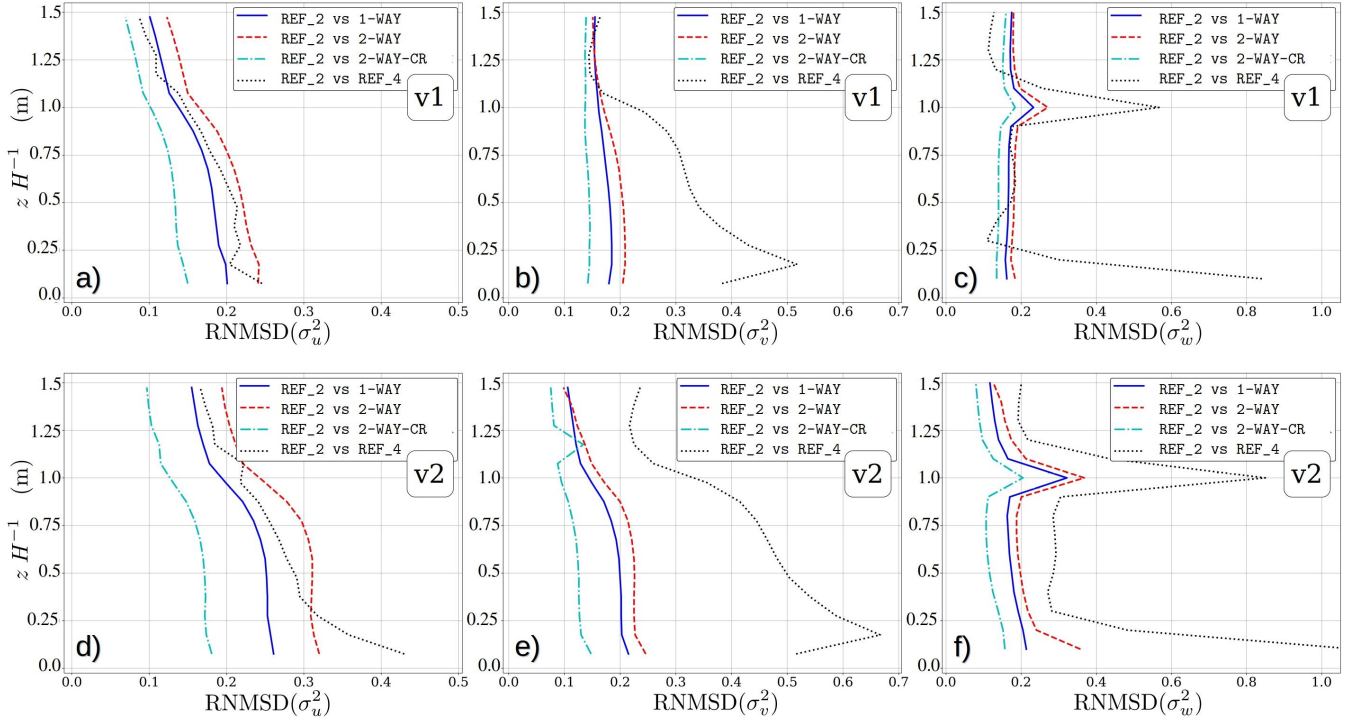 1.5
1.25
1.0
0.75
0.5
0.25
0.0
z H⁻¹ (m)
REF_2 vs 1-WAY
REF_2 vs 2-WAY
REF_2 vs 2-WAY-CR
REF_2 vs REF_4
v1
a)
0.0 0.1 0.2 0.3 0.4 0.5
RNMSD(σ²ᵤ)
1.5
1.25
1.0
0.75
0.5
0.25
0.0
REF_2 vs 1-WAY
REF_2 vs 2-WAY
REF_2 vs 2-WAY-CR
REF_2 vs REF_4
v1
b)
0.0 0.1 0.2 0.3 0.4 0.5 0.6 0.7
RNMSD(σ²ᵥ)
1.5
1.25
1.0
0.75
0.5
0.25
0.0
REF_2 vs 1-WAY
REF_2 vs 2-WAY
REF_2 vs 2-WAY-CR
REF_2 vs REF_4
v1
c)
0.0 0.2 0.4 0.6 0.8 1.0
RNMSD(σ²_w)
1.5
1.25
1.0
0.75
0.5
0.25
0.0
z H⁻¹ (m)
REF_2 vs 1-WAY
REF_2 vs 2-WAY
REF_2 vs 2-WAY-CR
REF_2 vs REF_4
v2
d)
0.0 0.1 0.2 0.3 0.4 0.5
RNMSD(σ²ᵤ)
1.5
1.25
1.0
0.75
0.5
0.25
0.0
REF_2 vs 1-WAY
REF_2 vs 2-WAY
REF_2 vs 2-WAY-CR
REF_2 vs REF_4
v2
e)
0.0 0.1 0.2 0.3 0.4 0.5 0.6 0.7
RNMSD(σ²ᵥ)
1.5
1.25
1.0
0.75
0.5
0.25
0.0
REF_2 vs 1-WAY
REF_2 vs 2-WAY
REF_2 vs 2-WAY-CR
REF_2 vs REF_4
v2
f)
0.0 0.2 0.4 0.6 0.8 1.0
RNMSD(σ²_w)